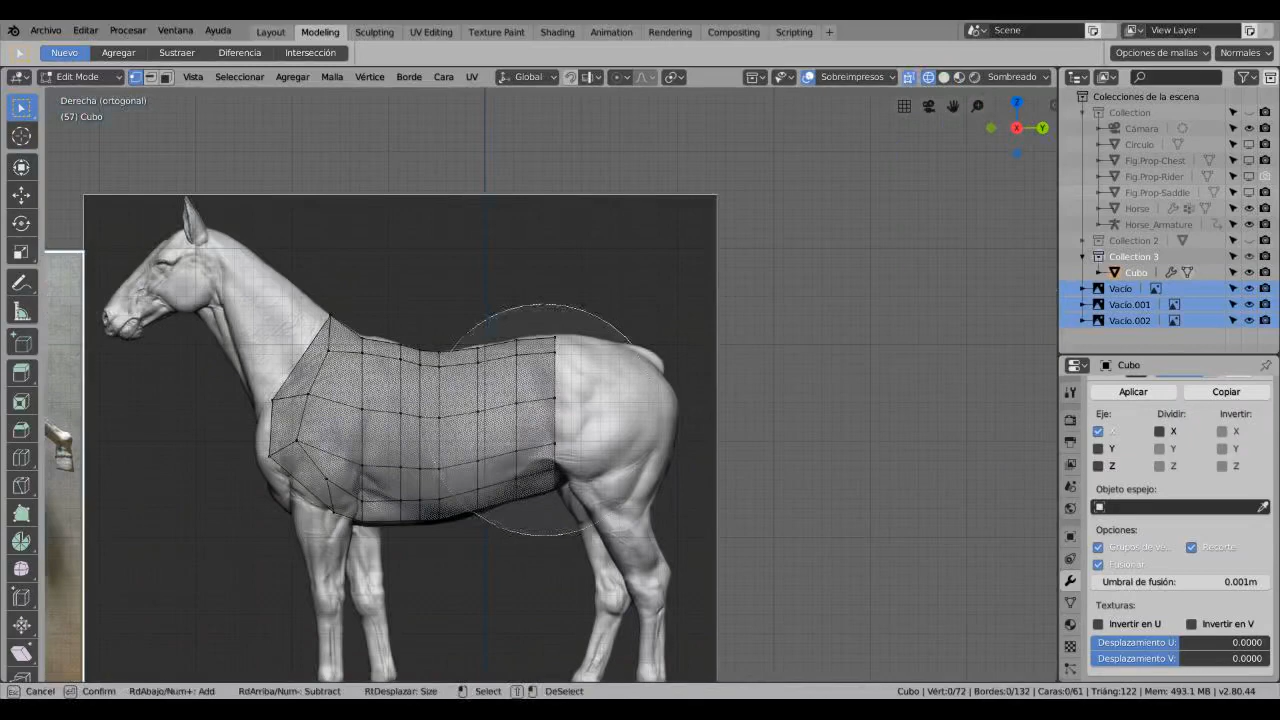 Archivo Editar Procesar Ventana Ayuda Layout Modeling Sculpting UV Editing Texture Paint Shading Animation Rendering Compositing Scripting + Scene View Layer
Nuevo Agregar Sustraer Diferencia Intersección Opciones de mallas Normales
Edit Mode Vista Seleccionar Agregar Malla Vértice Borde Cara UV Global Sobreimpresos Sombreado
Derecha (ortogonal)
(57) Cubo
Z
X
Y
Colecciones de la escena
Collection
Cámara
Circulo
Fig.Prop-Chest
Fig.Prop-Rider
Fig.Prop-Saddle
Horse
Horse_Armature
Collection 2
Collection 3
Cubo
Vacío
Vacío.001
Vacío.002
Cubo
Aplicar Copiar
Eje: Dividir: Invertir:
X X X
Y Y Y
Z Z Z
Objeto espejo:
Opciones:
Grupos de ve... Recorte
Fusionar
Umbral de fusión: 0.001m
Texturas:
Invertir en U Invertir en V
Desplazamiento U: 0.0000
Desplazamiento V: 0.0000
Cancel Confirm RdAbajo/Num+: Add RdArriba/Num-: Subtract RtDesplazar: Size Select DeSelect Cubo | Vért:0/72 | Bordes:0/132 | Caras:0/61 | Triáng:122 | Mem: 493.1 MB | v2.80.44